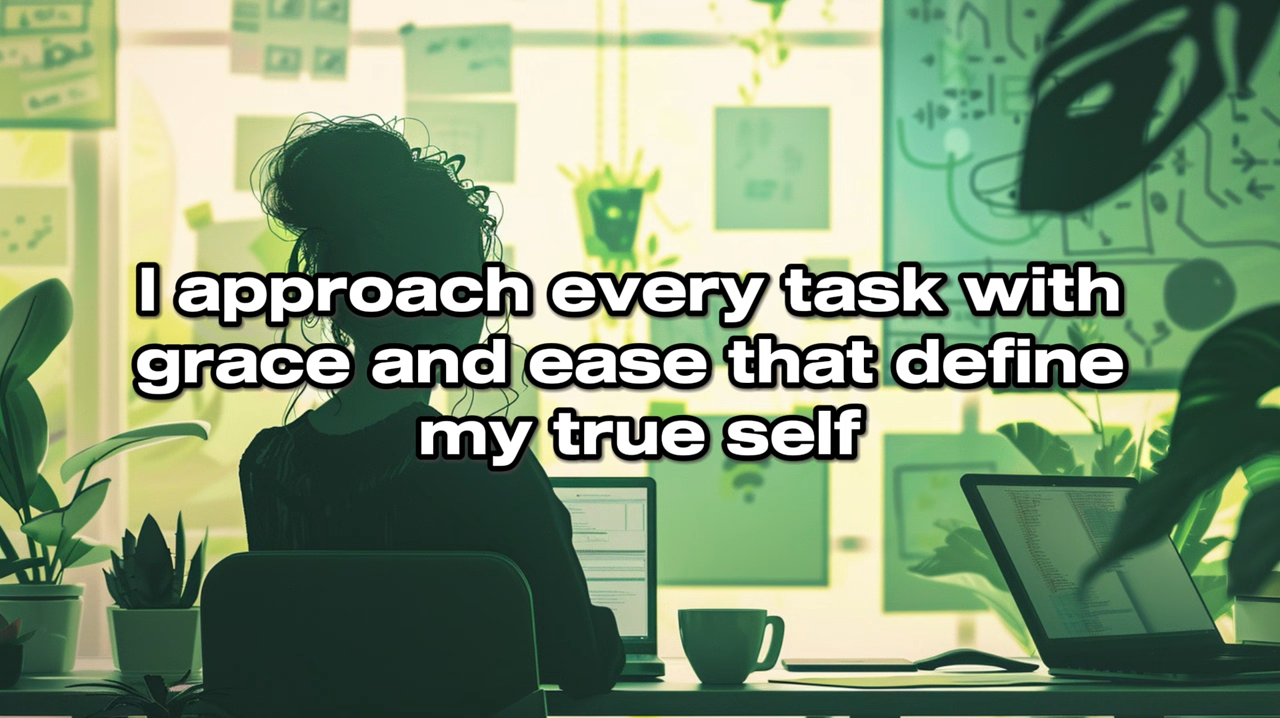 I approach every task with
grace and ease that define
my true self